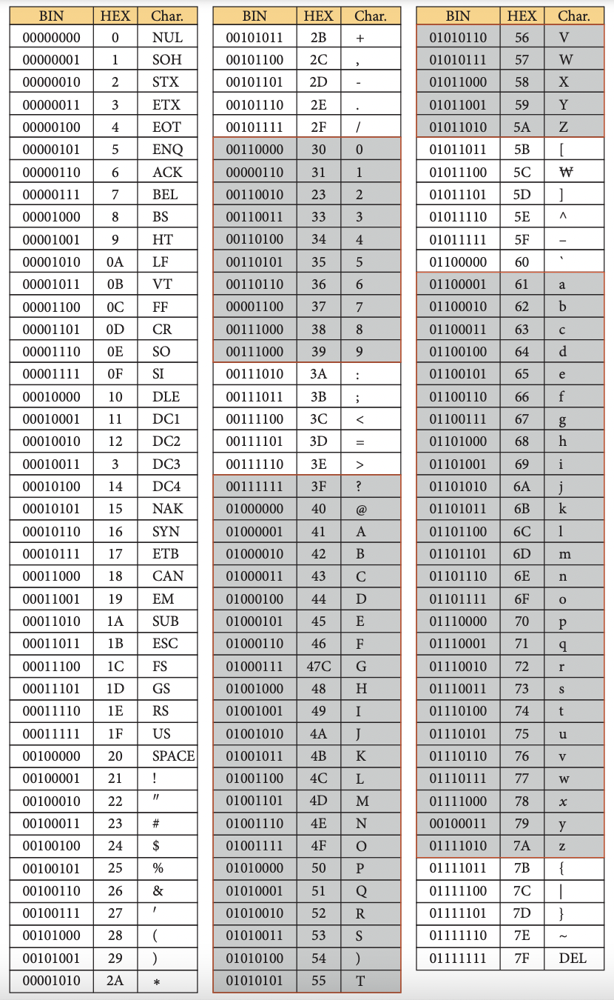 BIN HEX Char.
00000000 0 NUL
00000001 1 SOH
00000010 2 STX
00000011 3 ETX
00000100 4 EOT
00000101 5 ENQ
00000110 6 ACK
00000111 7 BEL
00001000 8 BS
00001001 9 HT
00001010 0A LF
00001011 0B VT
00001100 0C FF
00001101 0D CR
00001110 0E SO
00001111 0F SI
00010000 10 DLE
00010001 11 DC1
00010010 12 DC2
00010011 3 DC3
00010100 14 DC4
00010101 15 NAK
00010110 16 SYN
00010111 17 ETB
00011000 18 CAN
00011001 19 EM
00011010 1A SUB
00011011 1B ESC
00011100 1C FS
00011101 1D GS
00011110 1E RS
00011111 1F US
00100000 20 SPACE
00100001 21 !
00100010 22 "
00100011 23 #
00100100 24 $
00100101 25 %
00100110 26 &
00100111 27 ′
00101000 28 (
00101001 29 )
00001010 2A *
BIN HEX Char.
00101011 2B +
00101100 2C ,
00101101 2D -
00101110 2E .
00101111 2F /
00110000 30 0
00000110 31 1
00110010 23 2
00110011 33 3
00110100 34 4
00110101 35 5
00110110 36 6
00001100 37 7
00111000 38 8
00111000 39 9
00111010 3A :
00111011 3B ;
00111100 3C <
00111101 3D =
00111110 3E >
00111111 3F ?
01000000 40 @
01000001 41 A
01000010 42 B
01000011 43 C
01000100 44 D
01000101 45 E
01000110 46 F
01000111 47C G
01001000 48 H
01001001 49 I
01001010 4A J
01001011 4B K
01001100 4C L
01001101 4D M
01001110 4E N
01001111 4F O
01010000 50 P
01010001 51 Q
01010010 52 R
01010011 53 S
01010100 54 )
01010101 55 T
BIN HEX Char.
01010110 56 V
01010111 57 W
01011000 58 X
01011001 59 Y
01011010 5A Z
01011011 5B [
01011100 5C ₩
01011101 5D ]
01011110 5E ^
01011111 5F –
01100000 60 `
01100001 61 a
01100010 62 b
01100011 63 c
01100100 64 d
01100101 65 e
01100110 66 f
01100111 67 g
01101000 68 h
01101001 69 i
01101010 6A j
01101011 6B k
01101100 6C l
01101101 6D m
01101110 6E n
01101111 6F o
01110000 70 p
01110001 71 q
01110010 72 r
01110011 73 s
01110100 74 t
01110101 75 u
01110110 76 v
01110111 77 w
01111000 78 x
00100011 79 y
01111010 7A z
01111011 7B {
01111100 7C |
01111101 7D }
01111110 7E ~
01111111 7F DEL